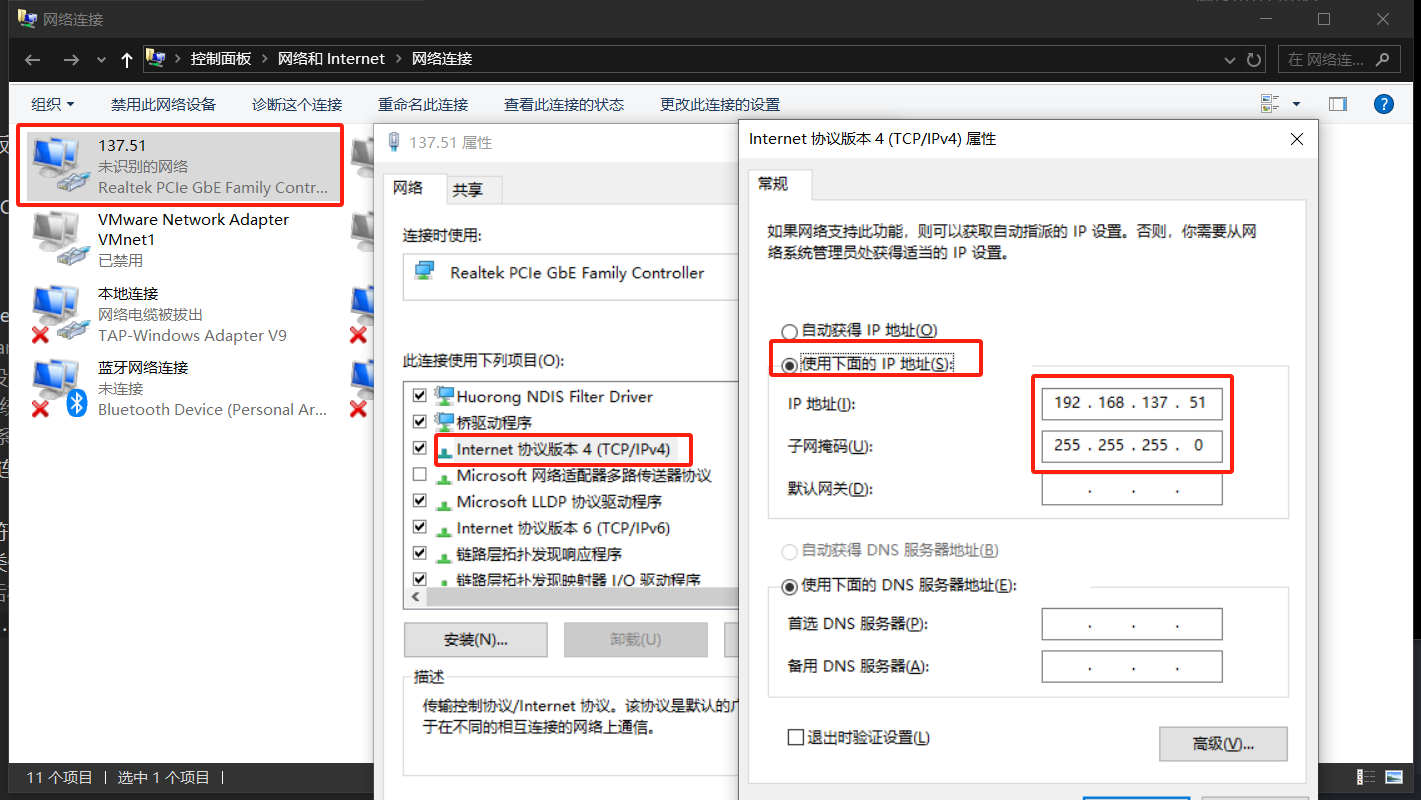 网络连接
控制面板 > 网络和 Internet > 网络连接
在 网络连...
组织
禁用此网络设备
诊断这个连接
重命名此连接
查看此连接的状态
更改此连接的设置
137.51
未识别的网络
Realtek PCIe GbE Family Contr...
VMware Network Adapter
VMnet1
已禁用
本地连接
网络电缆被拔出
TAP-Windows Adapter V9
蓝牙网络连接
未连接
Bluetooth Device (Personal Ar...
11 个项目
选中 1 个项目
137.51 属性
网络
共享
连接时使用:
Realtek PCIe GbE Family Controller
此连接使用下列项目(O):
Huorong NDIS Filter Driver
桥驱动程序
Internet 协议版本 4 (TCP/IPv4)
Microsoft 网络适配器多路传送器协议
Microsoft LLDP 协议驱动程序
Internet 协议版本 6 (TCP/IPv6)
链路层拓扑发现响应程序
链路层拓扑发现映射器 I/O 驱动程序
安装(N)...
卸载(U)
描述
传输控制协议/Internet 协议。该协议是默认的广
于在不同的相互连接的网络上通信。
Internet 协议版本 4 (TCP/IPv4) 属性
常规
如果网络支持此功能，则可以获取自动指派的 IP 设置。否则，你需要从网
络系统管理员处获得适当的 IP 设置。
自动获得 IP 地址(O)
使用下面的 IP 地址(S):
IP 地址(I):
192 . 168 . 137 . 51
子网掩码(U):
255 . 255 . 255 . 0
默认网关(D):
. . .
自动获得 DNS 服务器地址(B)
使用下面的 DNS 服务器地址(E):
首选 DNS 服务器(P):
. . .
备用 DNS 服务器(A):
. . .
退出时验证设置(L)
高级(V)...